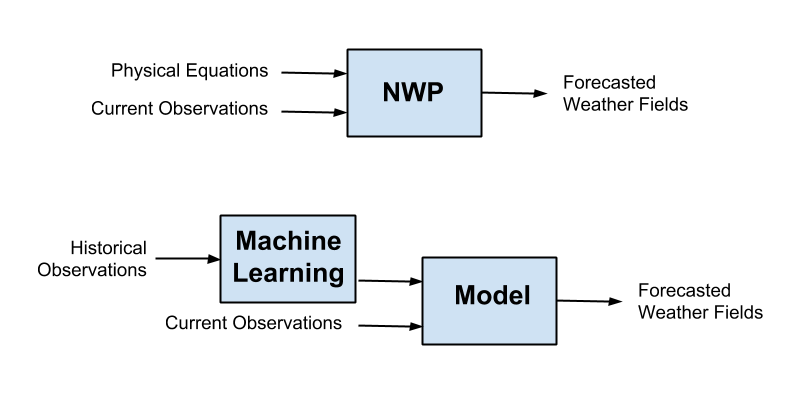 Physical Equations
Current Observations
NWP
Forecasted
Weather Fields
Historical
Observations
Machine
Learning
Current Observations
Model
Forecasted
Weather Fields